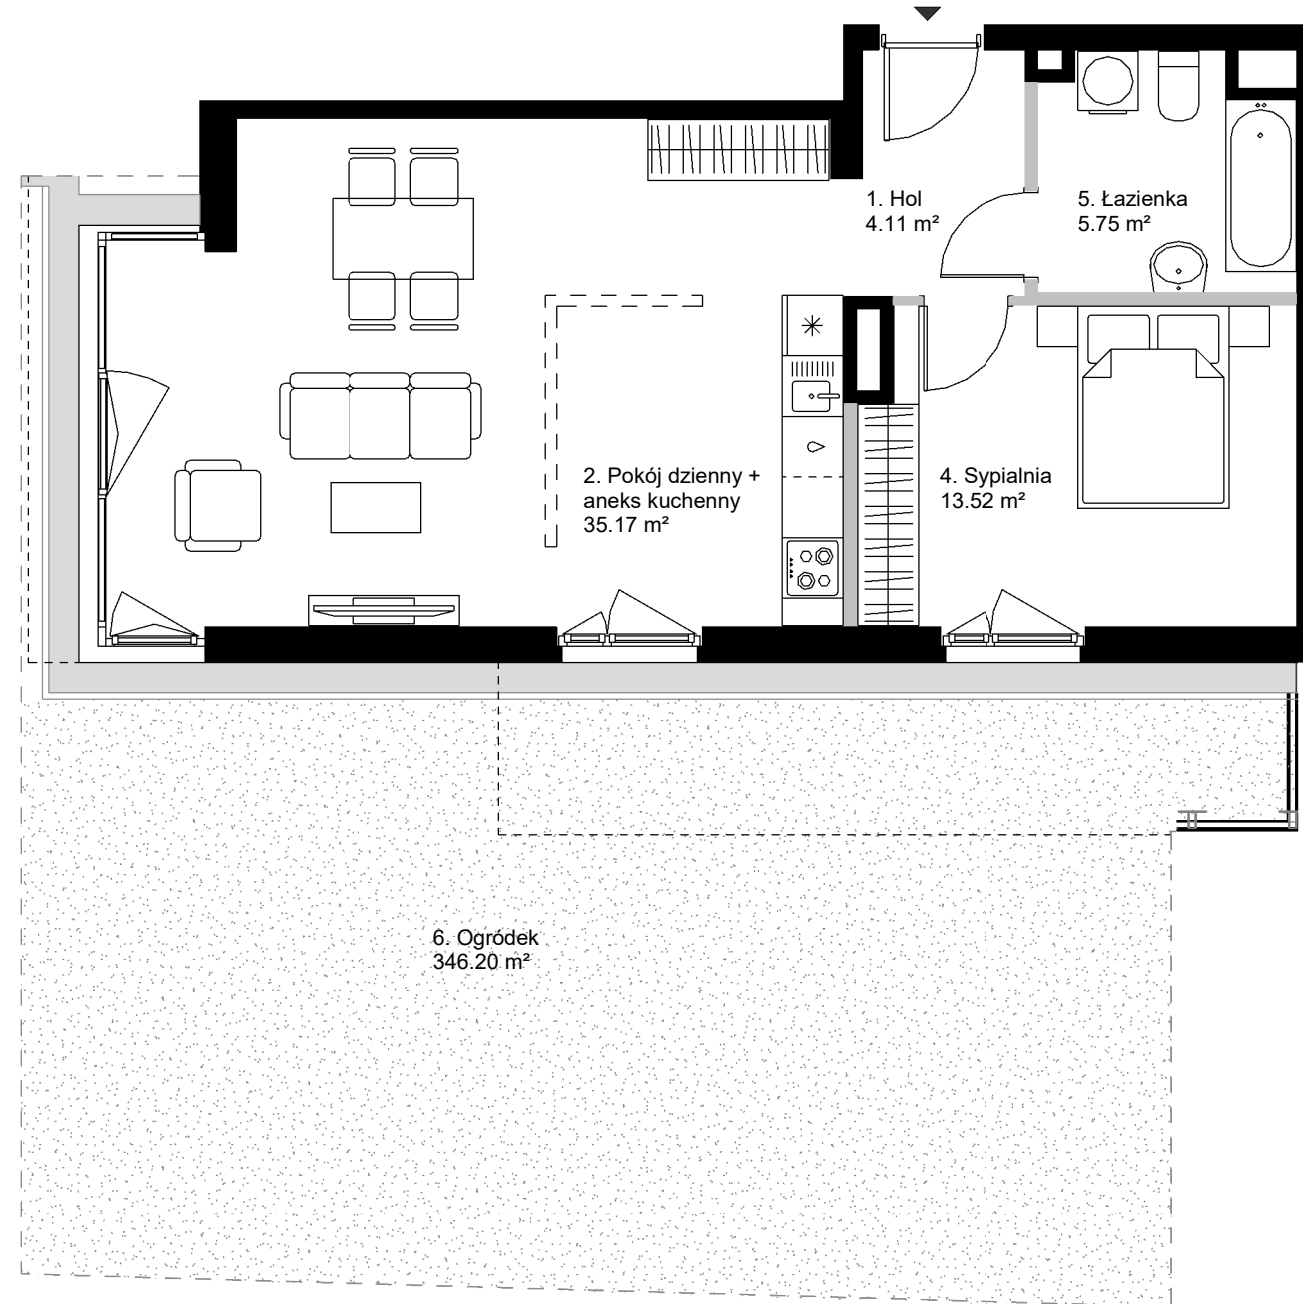 1. Hol
4.11 m²
5. Łazienka
5.75 m²
2. Pokój dzienny +
aneks kuchenny
35.17 m²
4. Sypialnia
13.52 m²
6. Ogródek
346.20 m²